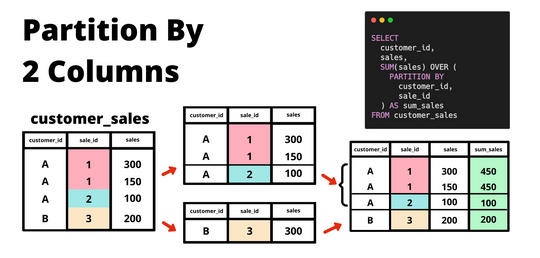 Partition By
2 Columns
SELECT
customer_id,
sales,
SUM(sales) OVER (
PARTITION BY
customer_id,
sale_id
) AS sum_sales
FROM customer_sales
customer_sales
customer_id sale_id sales
A 1 300
A 1 150
A 2 100
B 3 200
customer_id sale_id sales
A 1 300
A 1 150
A 2 100
customer_id sale_id sales
B 3 300
customer_id sale_id sales sum_sales
A 1 300 450
A 1 150 450
A 2 100 100
B 3 200 200